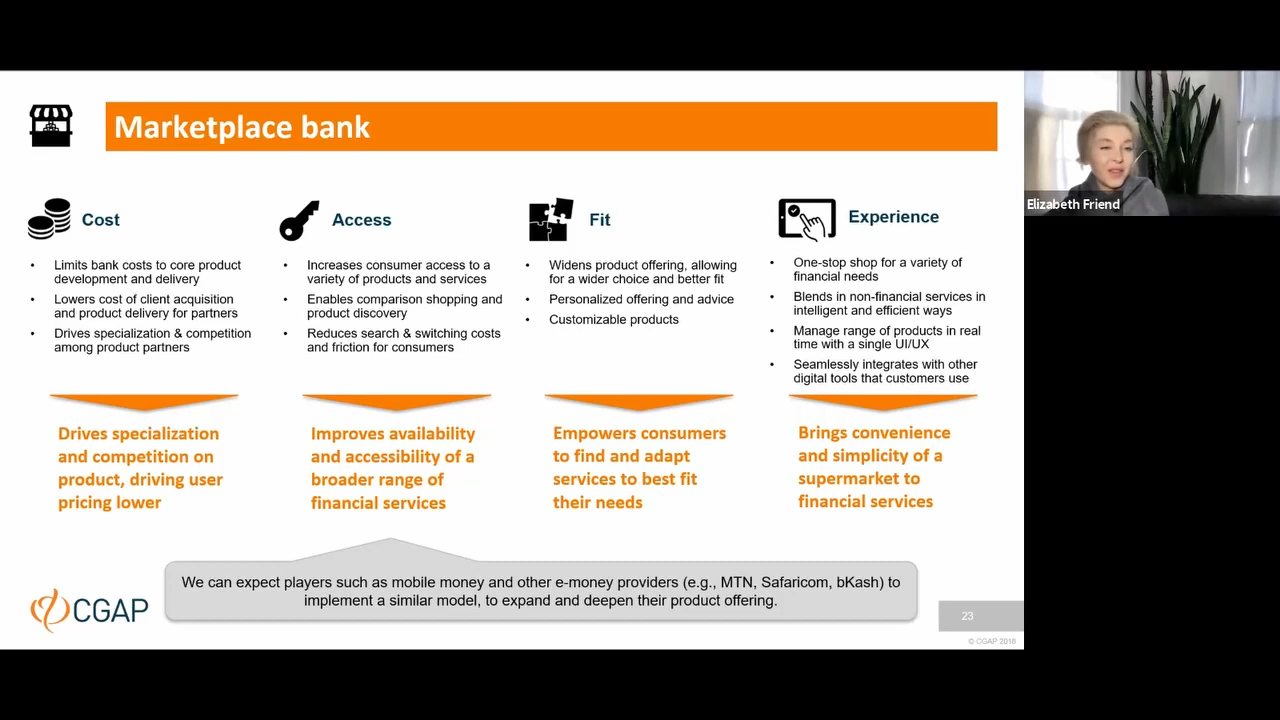 Marketplace bank
Cost
• Limits bank costs to core product
development and delivery
• Lowers cost of client acquisition
and product delivery for partners
• Drives specialization & competition
among product partners
Drives specialization
and competition on
product, driving user
pricing lower
Access
• Increases consumer access to a
variety of products and services
• Enables comparison shopping and
product discovery
• Reduces search & switching costs
and friction for consumers
Improves availability
and accessibility of a
broader range of
financial services
Fit
• Widens product offering, allowing
for a wider choice and better fit
• Personalized offering and advice
• Customizable products
Empowers consumers
to find and adapt
services to best fit
their needs
Experience
• One-stop shop for a variety of
financial needs
• Blends in non-financial services in
intelligent and efficient ways
• Manage range of products in real
time with a single UI/UX
• Seamlessly integrates with other
digital tools that customers use
Brings convenience
and simplicity of a
supermarket to
financial services
We can expect players such as mobile money and other e-money providers (e.g., MTN, Safaricom, bKash) to
implement a similar model, to expand and deepen their product offering.
CGAP
23
© CGAP 2018
Elizabeth Friend